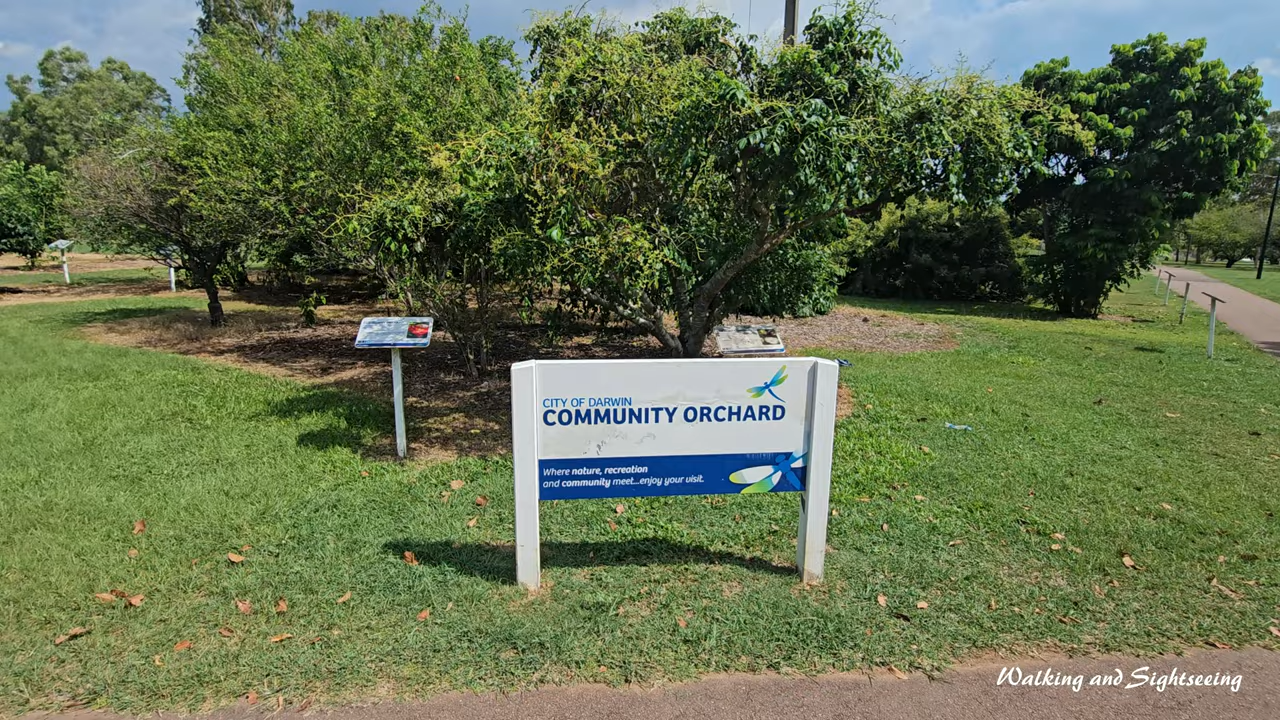 CITY OF DARWIN
COMMUNITY ORCHARD
Where nature, recreation
and community meet...enjoy your visit.
Walking and Sightseeing